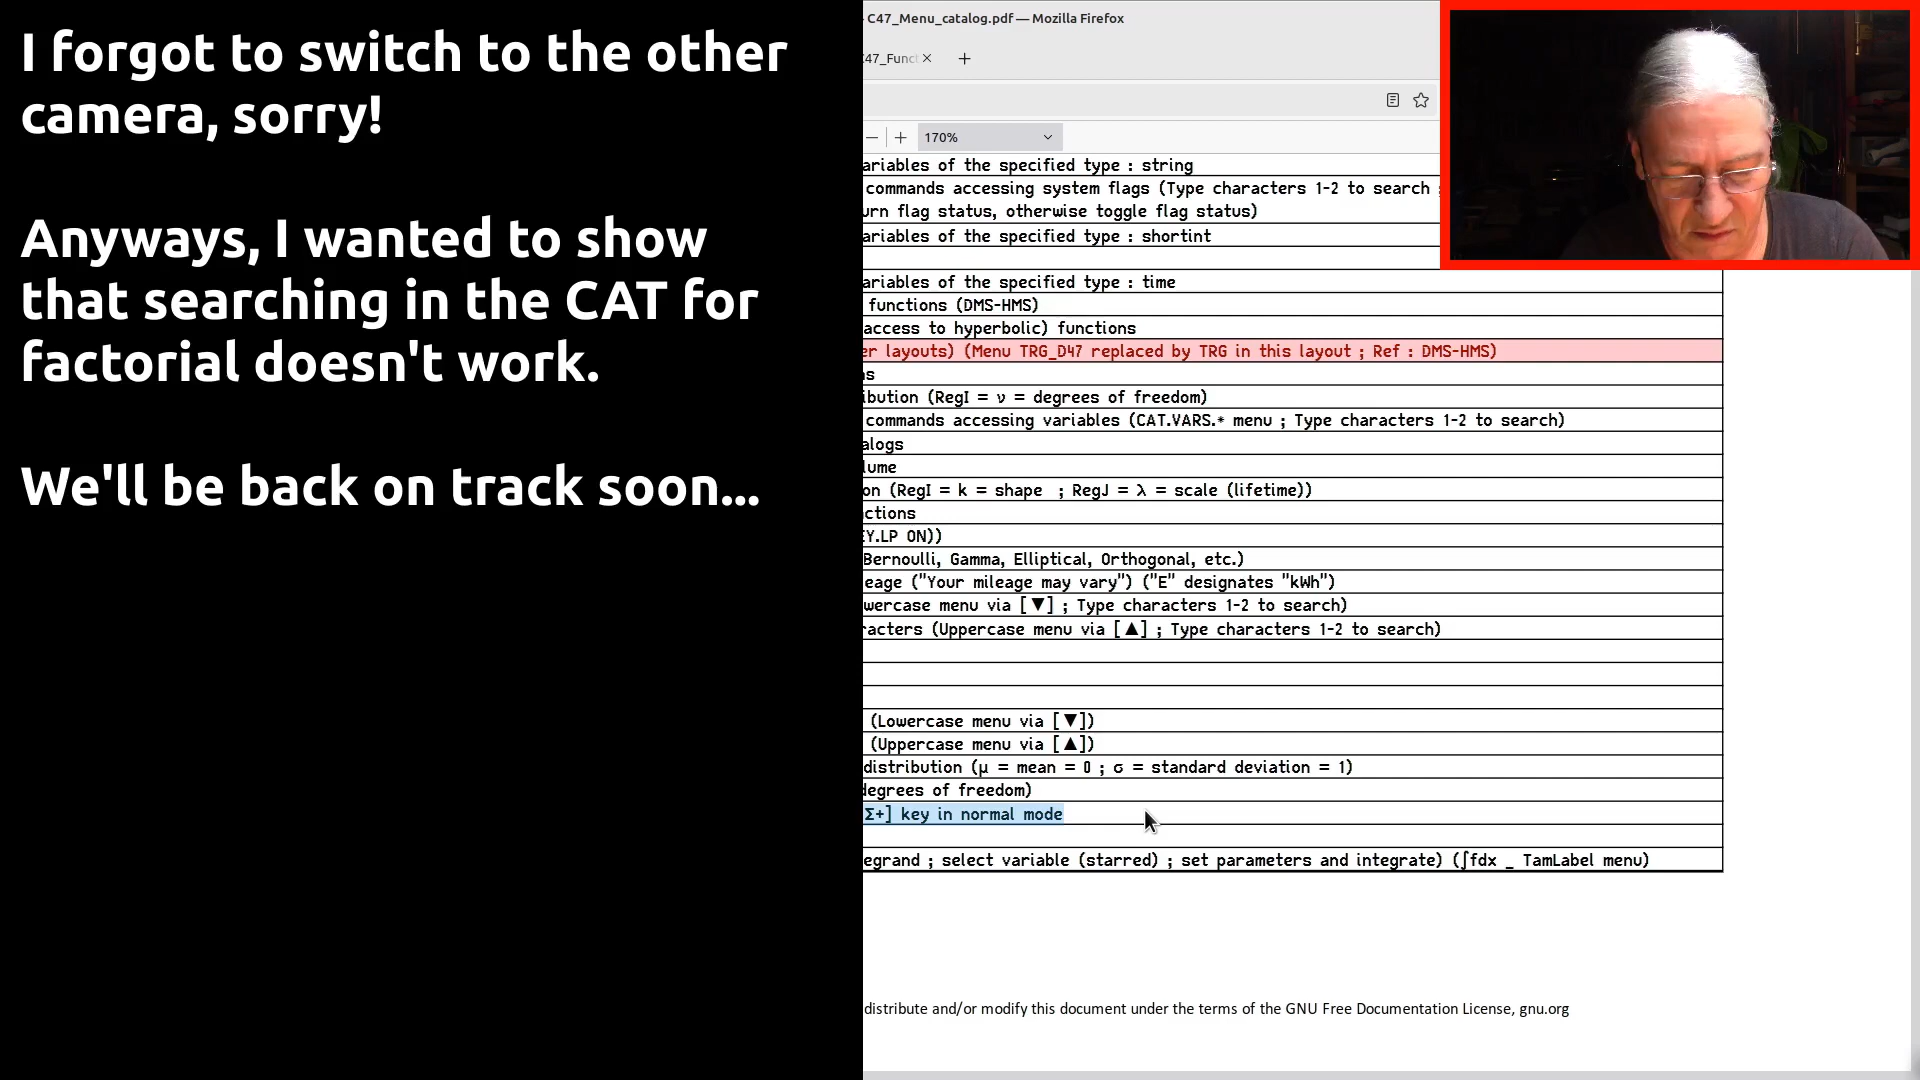 I forgot to switch to the other
camera, sorry!
Anyways, I wanted to show
that searching in the CAT for
factorial doesn't work.
We'll be back on track soon...
C47_Menu_catalog.pdf — Mozilla Firefox
C47_Funct
170%
ariables of the specified type : string
commands accessing system flags (Type characters 1-2 to search ;
urn flag status, otherwise toggle flag status)
ariables of the specified type : shortint
ariables of the specified type : time
functions (DMS-HMS)
access to hyperbolic) functions
er layouts) (Menu TRG_D47 replaced by TRG in this layout ; Ref : DMS-HMS)
ns
ibution (RegI = ν = degrees of freedom)
commands accessing variables (CAT.VARS.* menu ; Type characters 1-2 to search)
alogs
lume
on (RegI = k = shape ; RegJ = λ = scale (lifetime))
ctions
EY.LP ON))
Bernoulli, Gamma, Elliptical, Orthogonal, etc.)
eage ("Your mileage may vary") ("E" designates "kWh")
wercase menu via [▼] ; Type characters 1-2 to search)
racters (Uppercase menu via [▲] ; Type characters 1-2 to search)
(Lowercase menu via [▼])
(Uppercase menu via [▲])
distribution (μ = mean = 0 ; σ = standard deviation = 1)
degrees of freedom)
Σ+] key in normal mode
egrand ; select variable (starred) ; set parameters and integrate) (∫fdx _ TamLabel menu)
distribute and/or modify this document under the terms of the GNU Free Documentation License, gnu.org